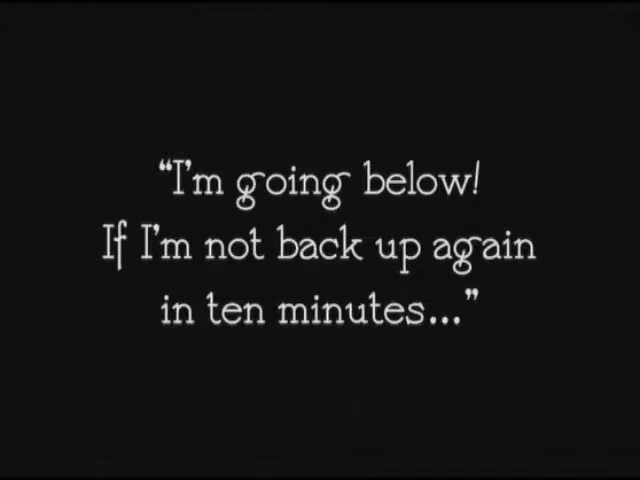 “I'm going below!
If I'm not back up again
in ten minutes...”